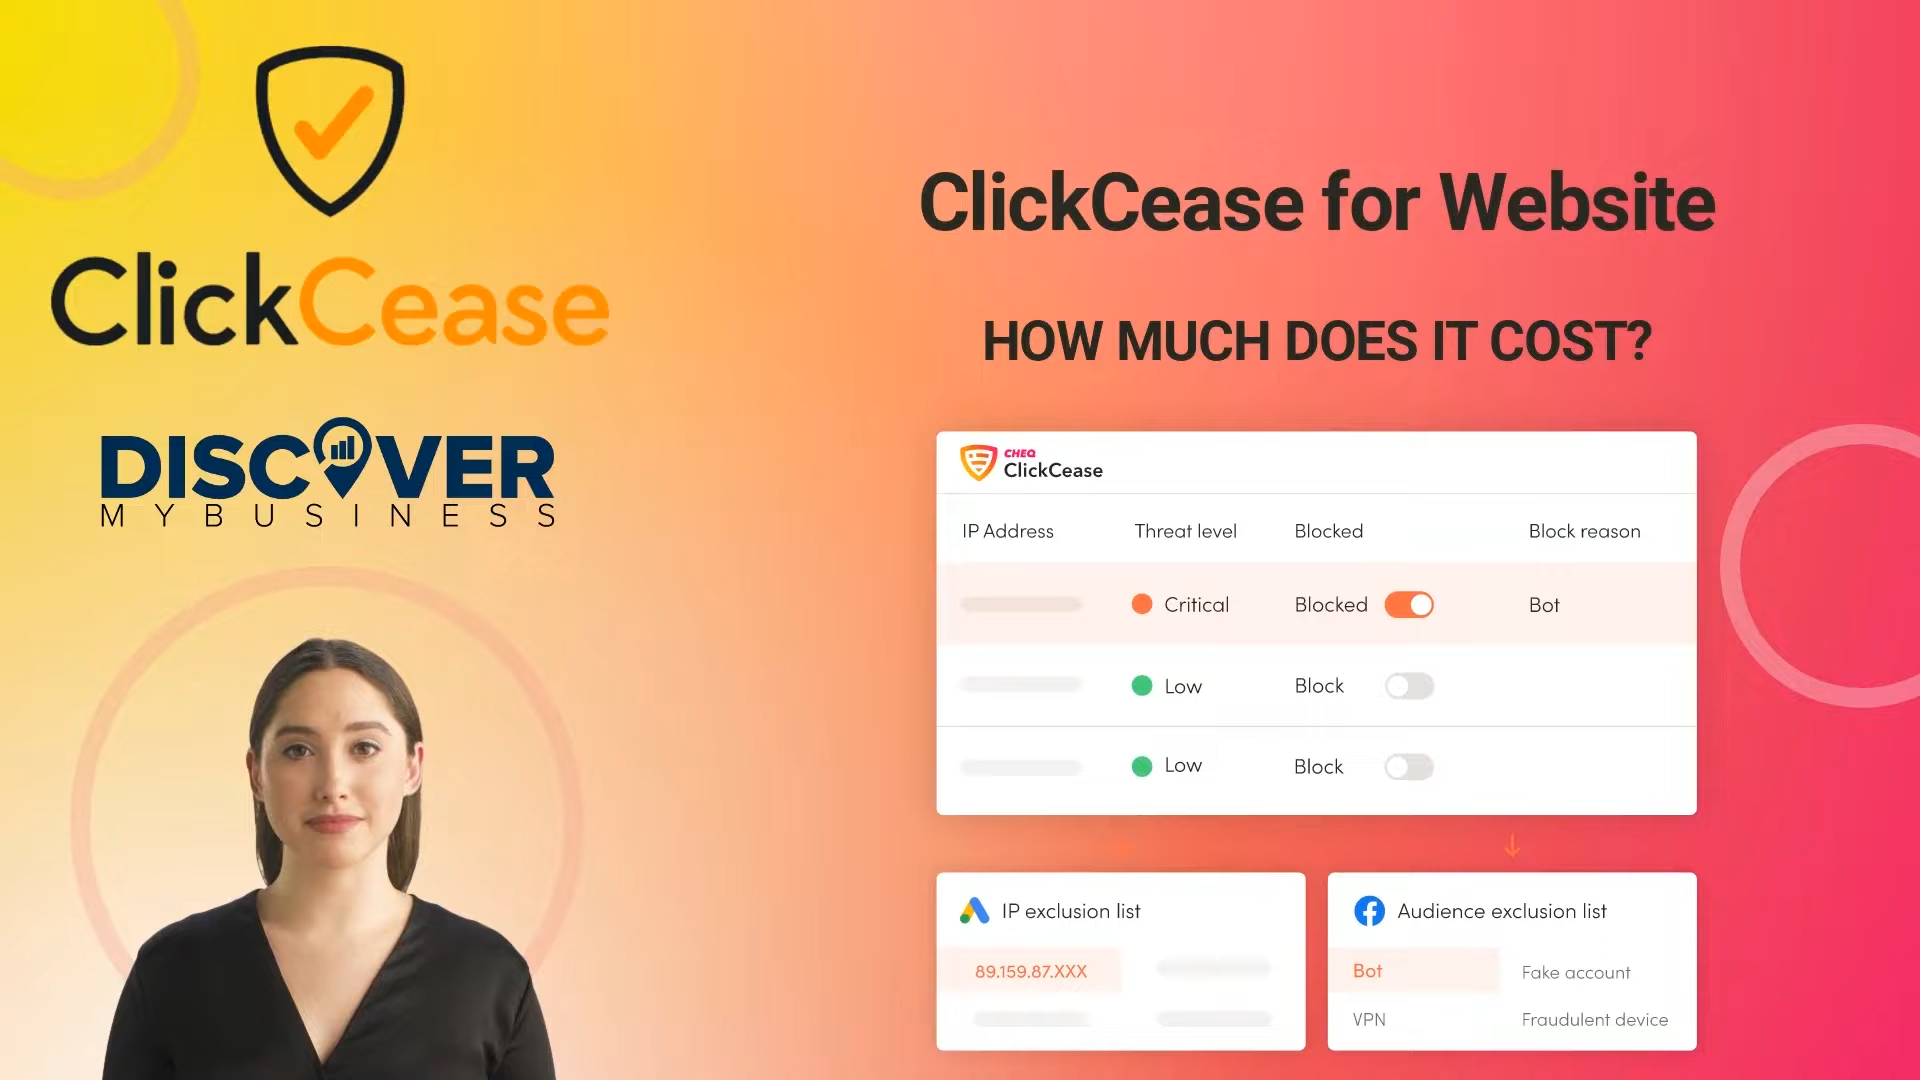 ClickCease
DISCOVER
MYBUSINESS
ClickCease for Website
HOW MUCH DOES IT COST?
CHEQ
ClickCease
IP Address Threat level Blocked Block reason
Critical Blocked Bot
Low Block
Low Block
IP exclusion list
89.159.87.XXX
Audience exclusion list
Bot Fake account
VPN Fraudulent device